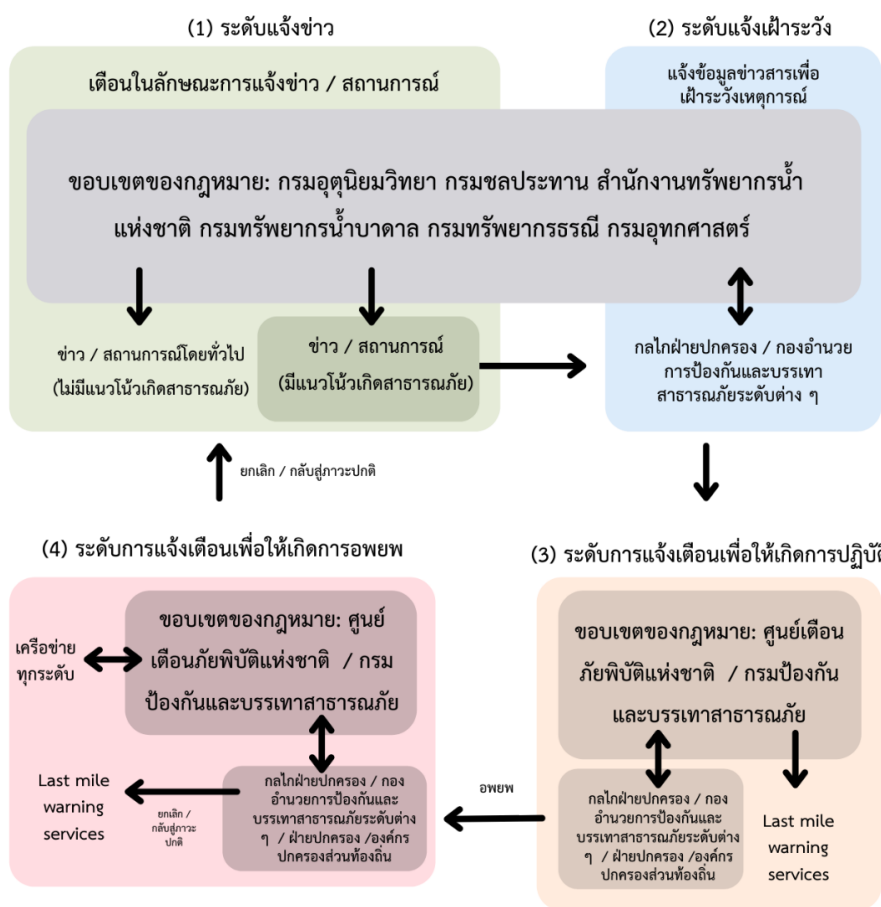 (1) ระดับแจ้งข่าว
เตือนในลักษณะการแจ้งข่าว / สถานการณ์
(2) ระดับแจ้งเฝ้าระวัง
แจ้งข้อมูลข่าวสารเพื่อ
เฝ้าระวังเหตุการณ์
ขอบเขตของกฎหมาย: กรมอุตุนิยมวิทยา กรมชลประทาน สำนักงานทรัพยากรน้ำ
แห่งชาติ กรมทรัพยากรน้ำบาดาล กรมทรัพยากรธรณี กรมอุทกศาสตร์
ข่าว / สถานการณ์โดยทั่วไป
(ไม่มีแนวโน้วเกิดสาธารณภัย)
ข่าว / สถานการณ์
(มีแนวโน้วเกิดสาธารณภัย)
กลไกฝ่ายปกครอง / กองอำนวย
การป้องกันและบรรเทา
สาธารณภัยระดับต่าง ๆ
ยกเลิก / กลับสู่ภาวะปกติ
(4) ระดับการแจ้งเตือนเพื่อให้เกิดการอพยพ
ขอบเขตของกฎหมาย: ศูนย์
เตือนภัยพิบัติแห่งชาติ / กรม
ป้องกันและบรรเทาสาธารณภัย
เครือข่าย
ทุกระดับ
Last mile
warning
services
ยกเลิก /
กลับสู่ภาวะ
ปกติ
กลไกฝ่ายปกครอง / กอง
อำนวยการป้องกันและ
บรรเทาสาธารณภัยระดับต่าง
ๆ / ฝ่ายปกครอง /องค์กร
ปกครองส่วนท้องถิ่น
อพยพ
(3) ระดับการแจ้งเตือนเพื่อให้เกิดการปฏิบัติ
ขอบเขตของกฎหมาย: ศูนย์เตือน
ภัยพิบัติแห่งชาติ / กรมป้องกัน
และบรรเทาสาธารณภัย
กลไกฝ่ายปกครอง / กอง
อำนวยการป้องกันและ
บรรเทาสาธารณภัยระดับต่าง
ๆ / ฝ่ายปกครอง /องค์กร
ปกครองส่วนท้องถิ่น
Last mile
warning
services